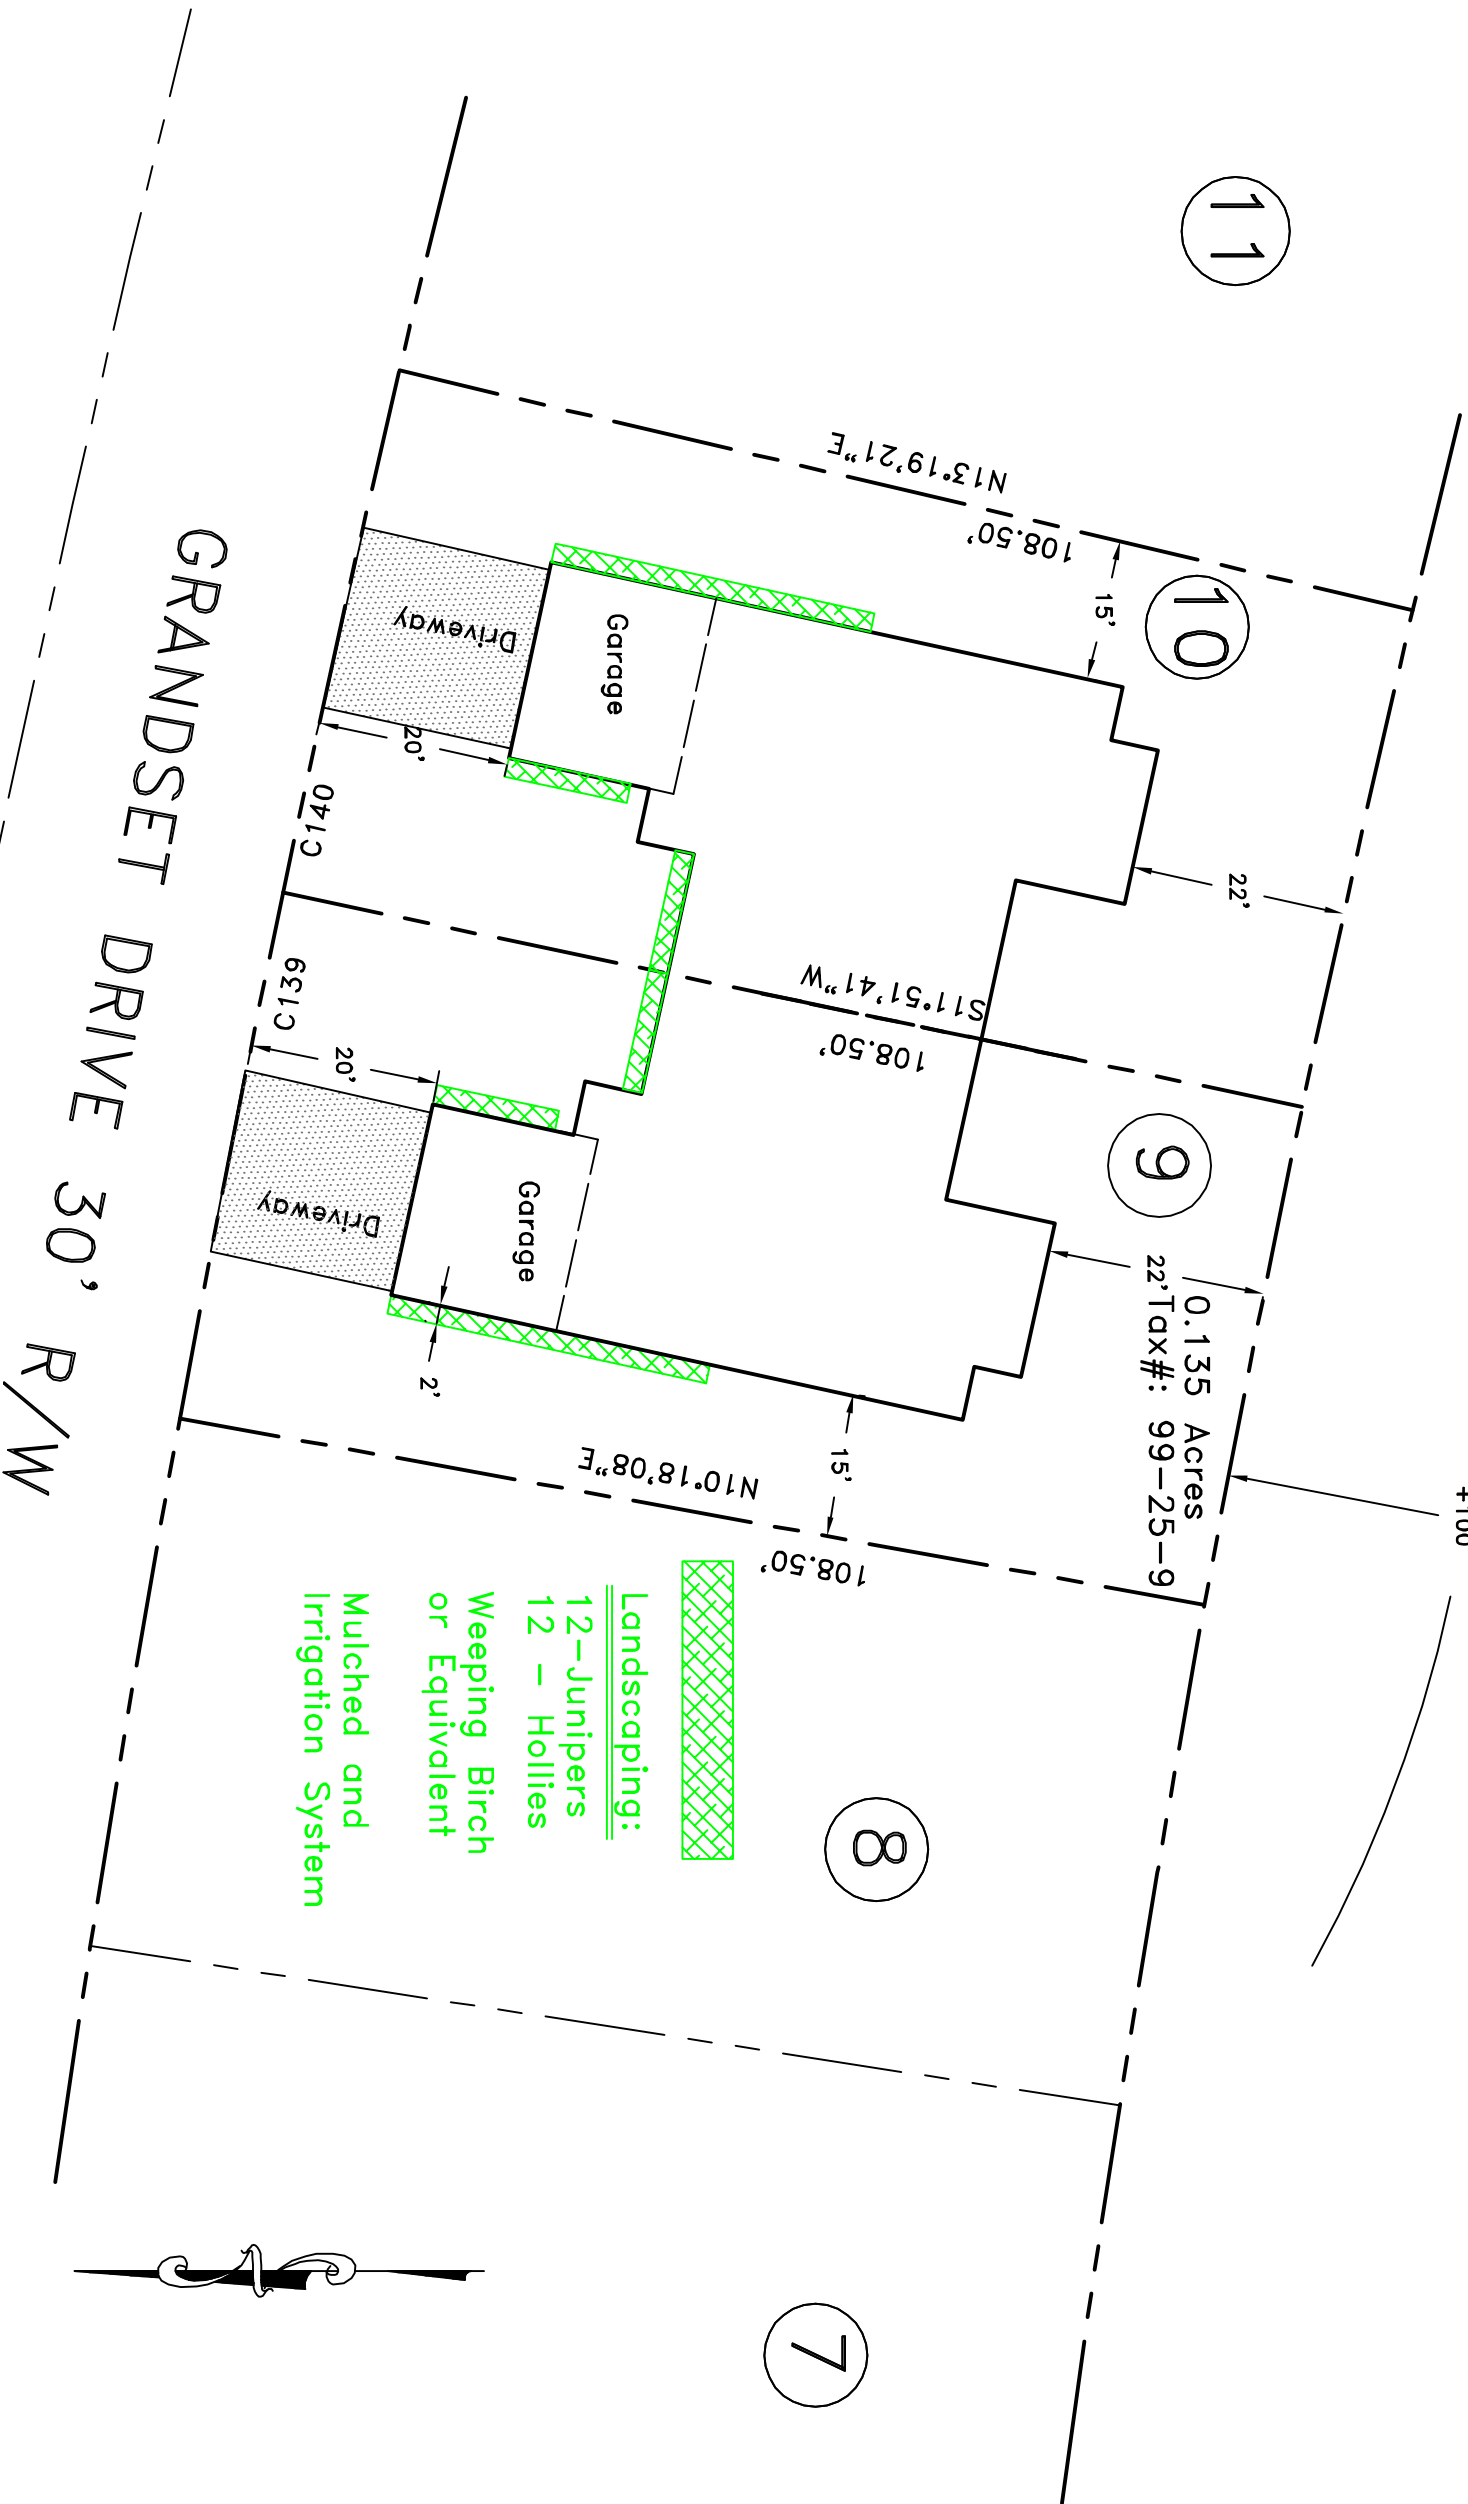 11
10
N13°19'21"E
108.50'
15'
22'
Garage
Driveway
20'
C140
S11°51'41"W
108.50'
9
0.135 Acres
Tax#: 99-25-9
22'
C139
20'
Garage
Driveway
2'
15'
N10°18'08"E
108.50'
GRANDSET DRIVE 30' R/W
8
Landscaping:
12-Junipers
12 - Hollies
Weeping Birch
or Equivalent
Mulched and
Irrigation System
N
7